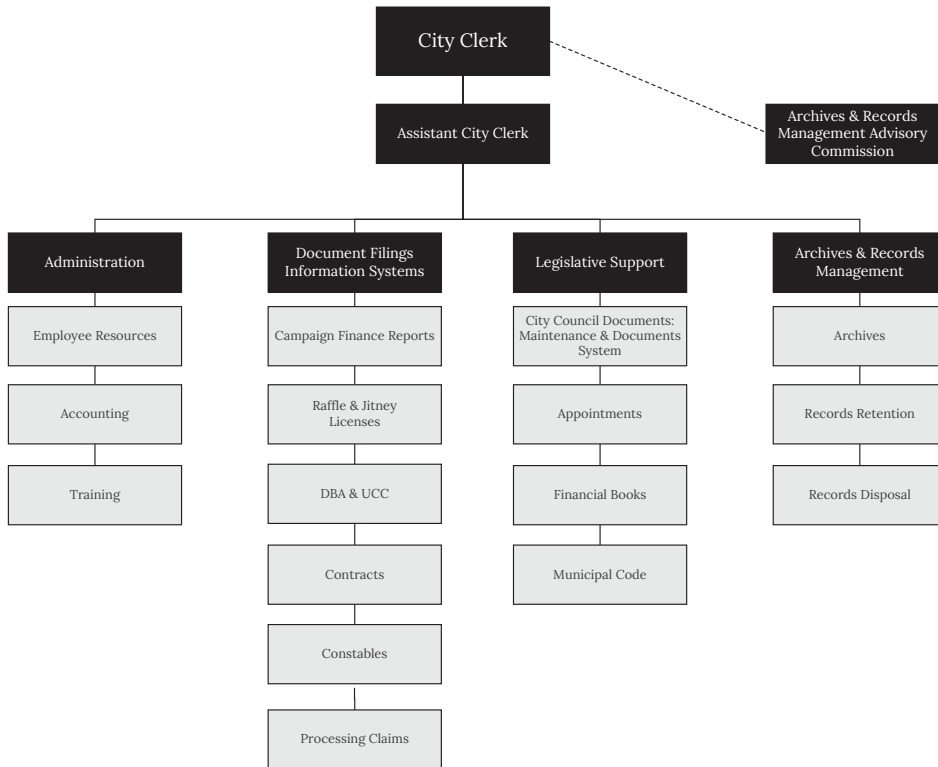 City Clerk
Assistant City Clerk
Archives & Records
Management Advisory
Commission
Administration
Document Filings
Information Systems
Legislative Support
Archives & Records
Management
Employee Resources
Campaign Finance Reports
City Council Documents:
Maintenance & Documents
System
Archives
Accounting
Raffle & Jitney
Licenses
Appointments
Records Retention
Training
DBA & UCC
Financial Books
Records Disposal
Contracts
Municipal Code
Constables
Processing Claims